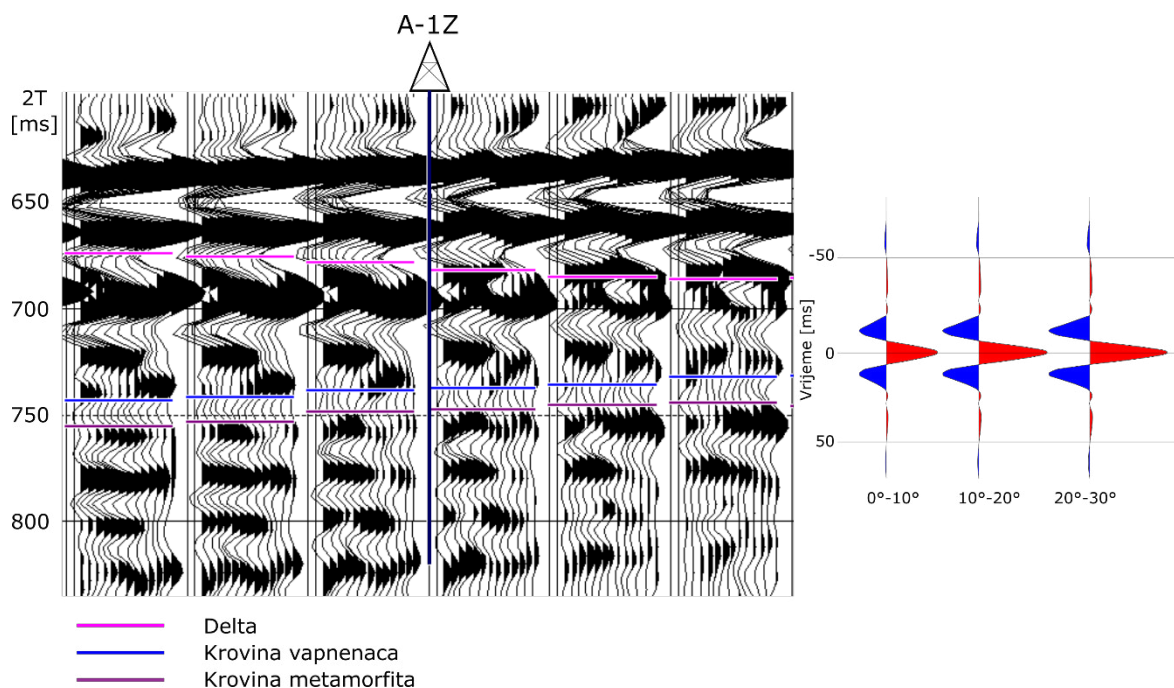 A-1Z
2T
[ms]
650
700
750
800
Vrijeme [ms]
-50
0
50
0°-10°
10°-20°
20°-30°
Delta
Krovina vapnenaca
Krovina metamorfita